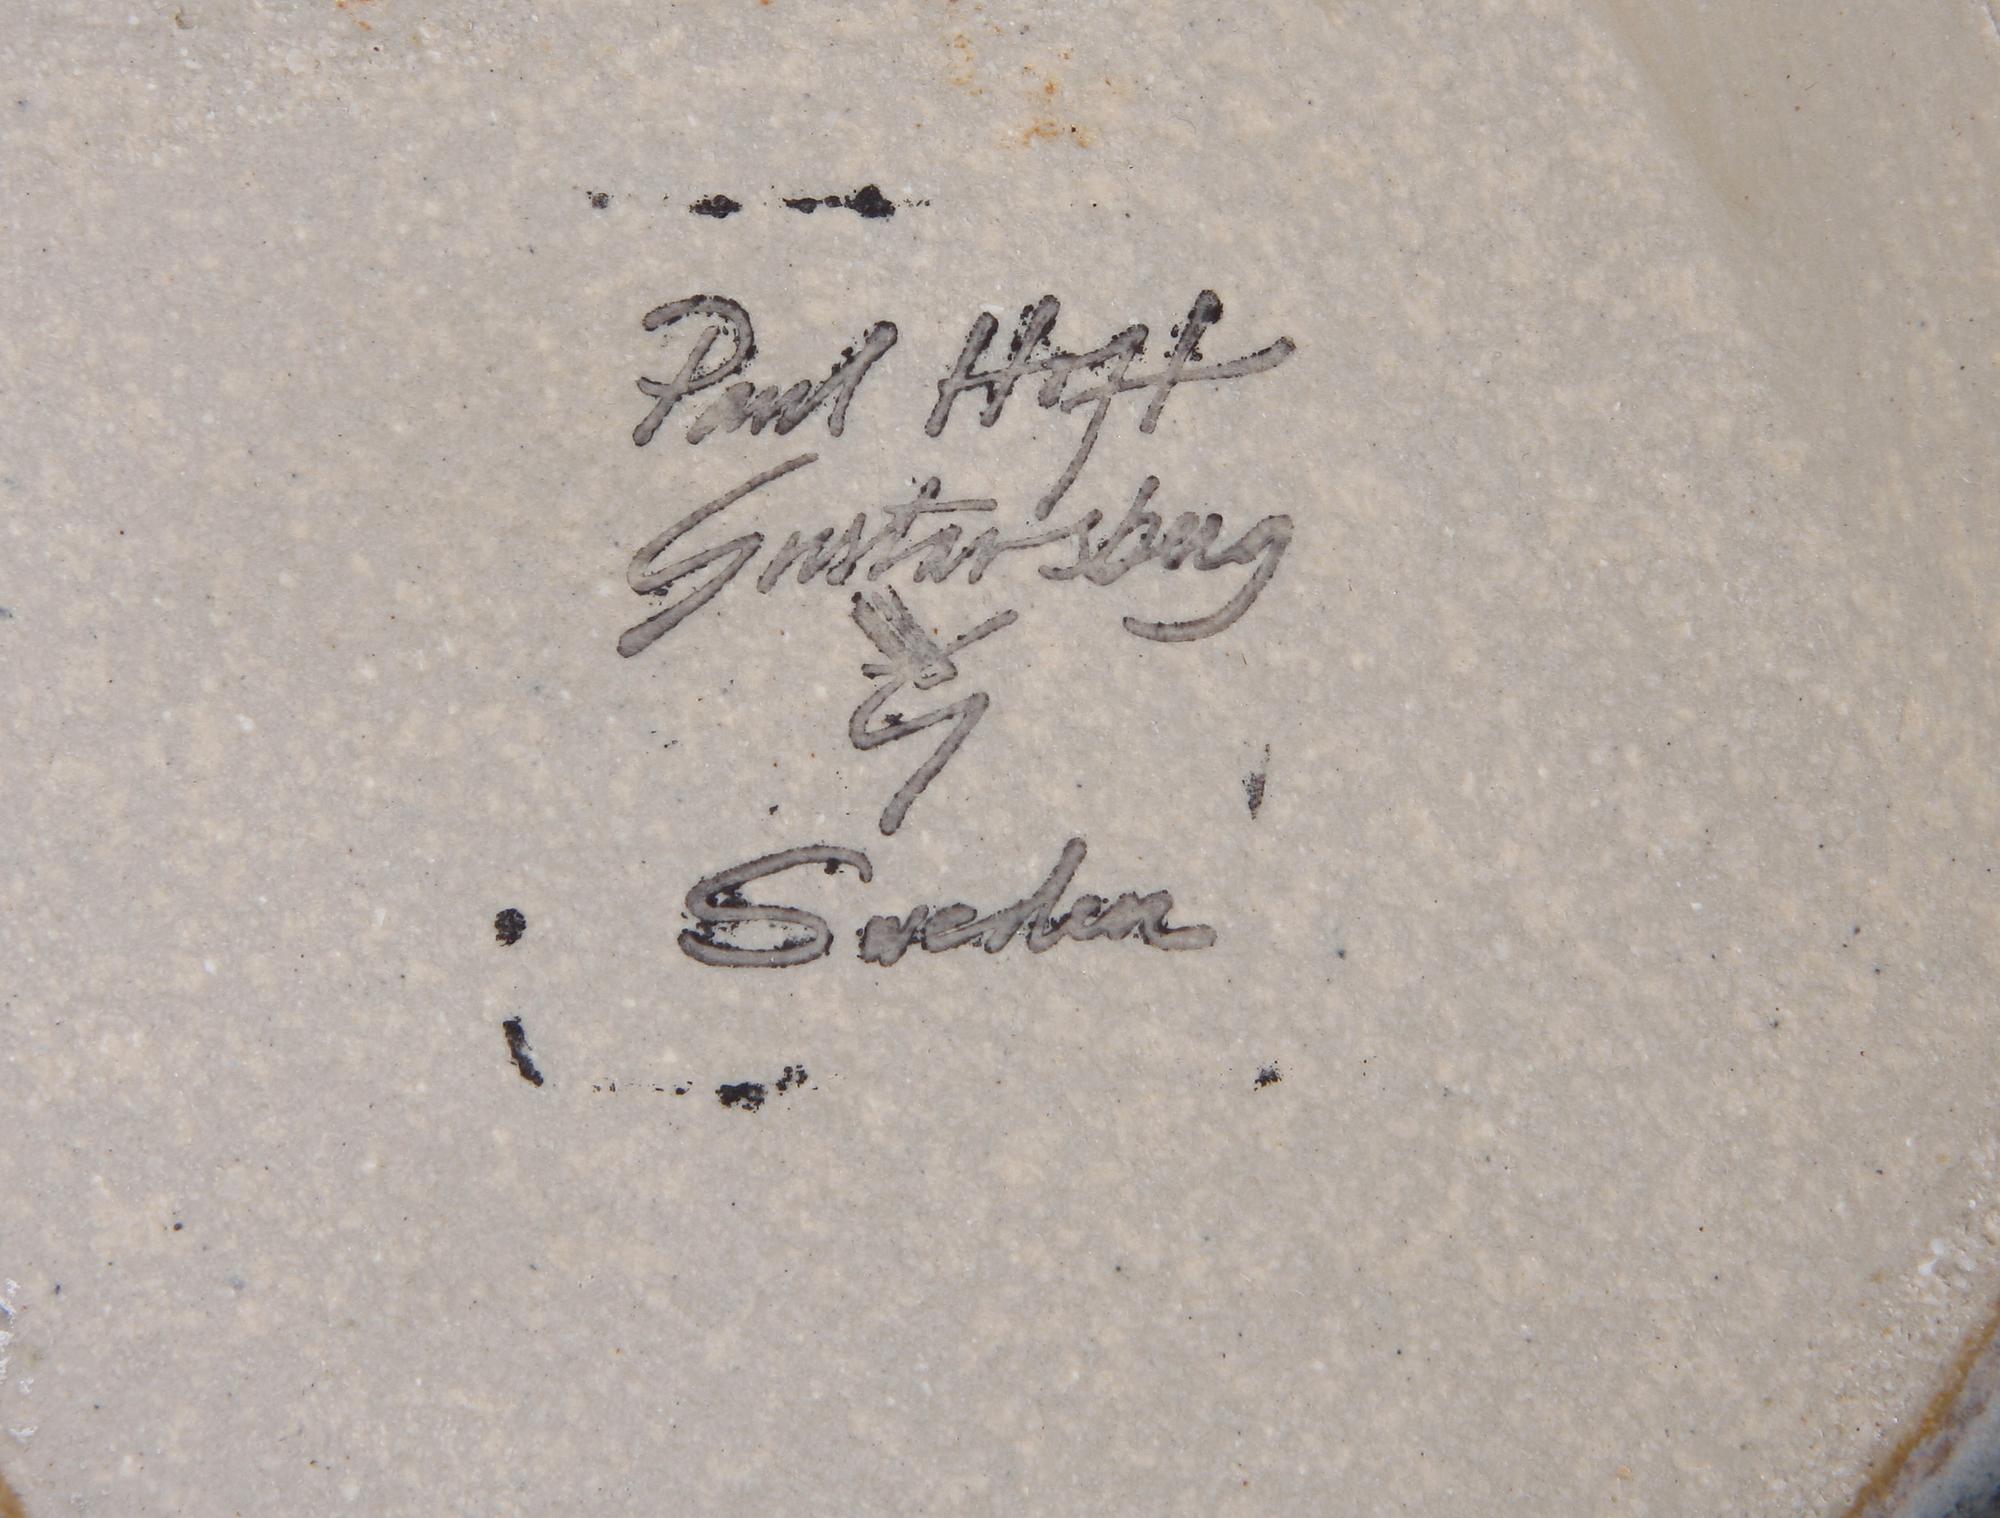 Paul Hoff
Gustavsberg
G
Sweden